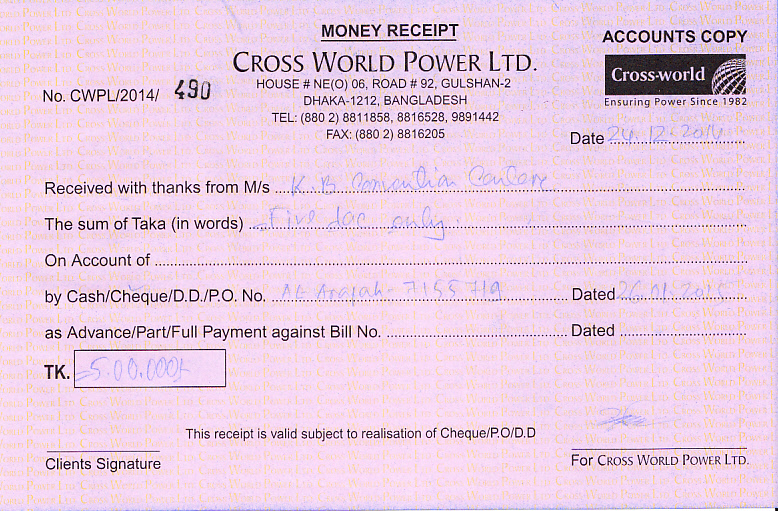 MONEY RECEIPT
ACCOUNTS COPY
CROSS WORLD POWER LTD.
Cross-world
Ensuring Power Since 1982
HOUSE # NE(O) 06, ROAD # 92, GULSHAN-2
DHAKA-1212, BANGLADESH
TEL: (880 2) 8811858, 8816528, 9891442
FAX: (880 2) 8816205
No. CWPL/2014/ 490
Date 24.12.2014
Received with thanks from M/s K.B Convention Centare
The sum of Taka (in words) Five lac only.
On Account of
by Cash/Cheque/D.D./P.O. No. AL Arafah - 7155719 Dated 26.01.2015
as Advance/Part/Full Payment against Bill No. Dated
TK. =5.00.000/-
This receipt is valid subject to realisation of Cheque/P.O/D.D
Clients Signature
For CROSS WORLD POWER LTD.